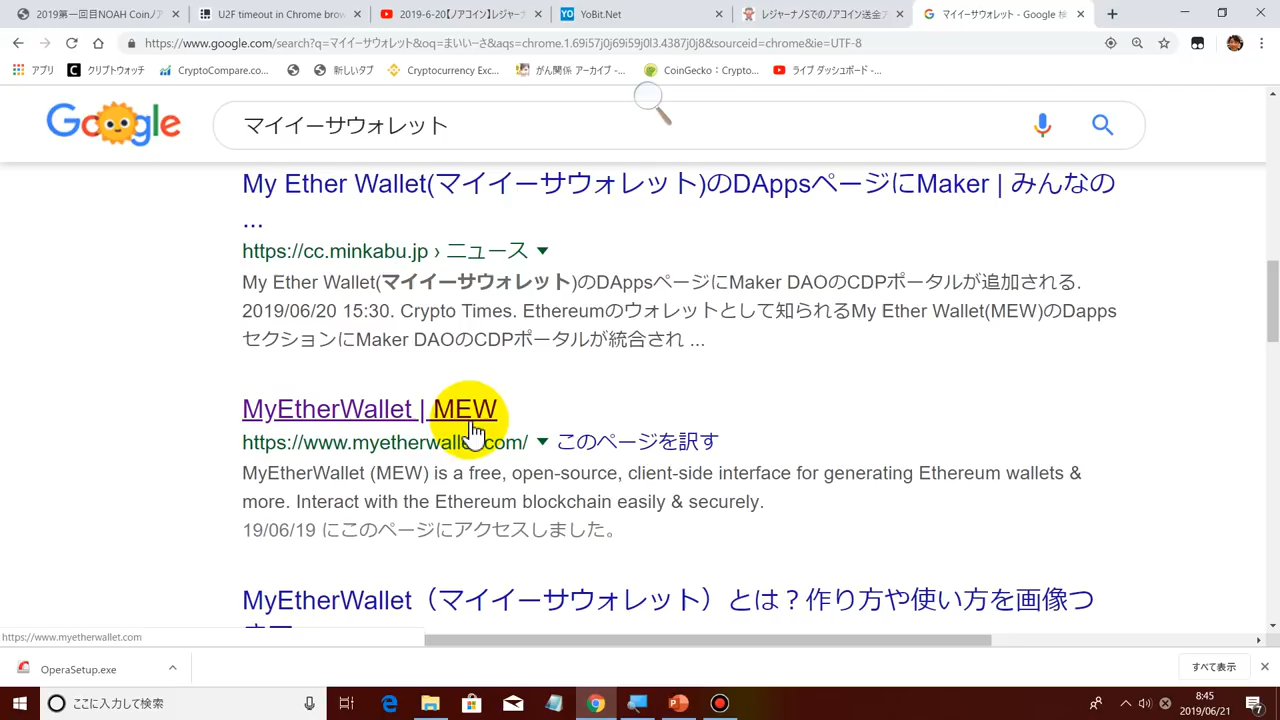 2019第一回目NOAH Coinノア
U2F timeout in Chrome brow
2019-6-20【ノアコイン】レジャーナ
YoBit.Net
レジャーナノSでのノアコイン送金ア
マイイーサウォレット - Google 検
https://www.google.com/search?q=マイイーサウォレット&oq=まいいーさ&aqs=chrome.1.69i57j0j69i59j0l3.4387j0j8&sourceid=chrome&ie=UTF-8
アプリ クリプトウォッチ CryptoCompare.co... 新しいタブ Cryptocurrency Exc... がん関係 アーカイブ -... CoinGecko：Crypto... ライブ ダッシュボード -...
Google
マイイーサウォレット
My Ether Wallet(マイイーサウォレット)のDAppsページにMaker | みんなの
...
https://cc.minkabu.jp › ニュース
My Ether Wallet(マイイーサウォレット)のDAppsページにMaker DAOのCDPポータルが追加される.
2019/06/20 15:30. Crypto Times. Ethereumのウォレットとして知られるMy Ether Wallet(MEW)のDapps
セクションにMaker DAOのCDPポータルが統合され ...
MyEtherWallet | MEW
https://www.myetherwallet.com/ このページを訳す
MyEtherWallet (MEW) is a free, open-source, client-side interface for generating Ethereum wallets &
more. Interact with the Ethereum blockchain easily & securely.
19/06/19 にこのページにアクセスしました。
MyEtherWallet（マイイーサウォレット）とは？作り方や使い方を画像つ
https://www.myetherwallet.com
OperaSetup.exe
すべて表示
ここに入力して検索
8:45
2019/06/21
7